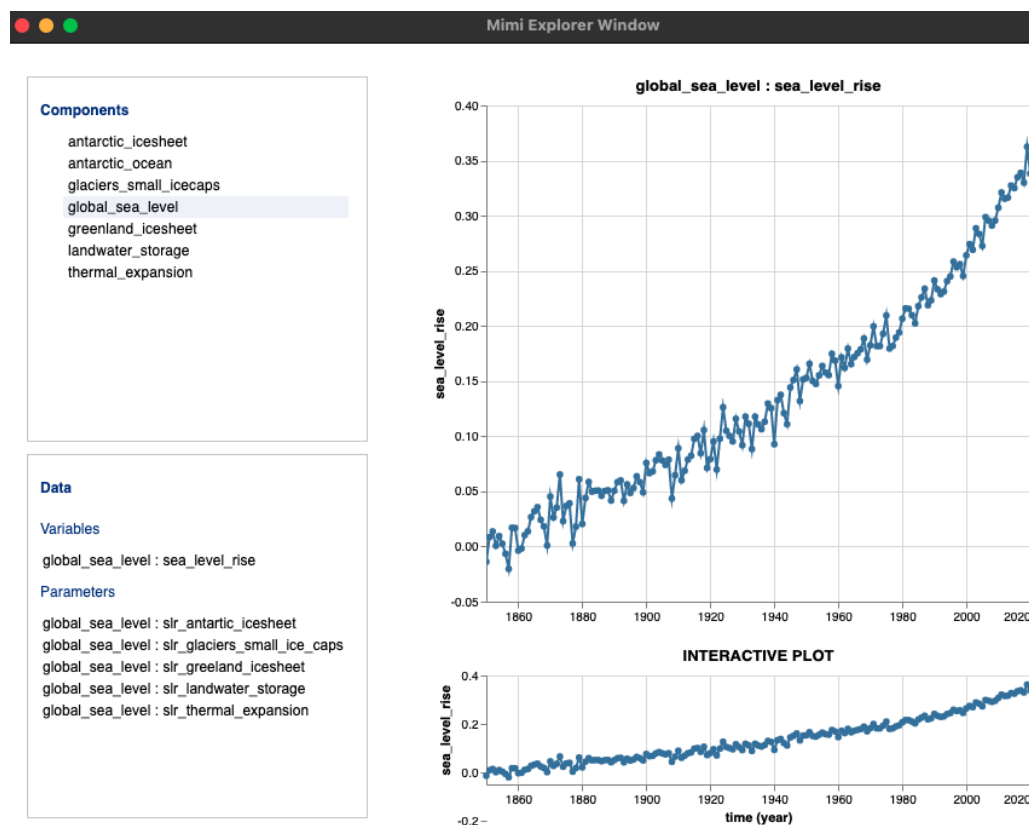 Mimi Explorer Window
Components
antarctic_icesheet
antarctic_ocean
glaciers_small_icecaps
global_sea_level
greenland_icesheet
landwater_storage
thermal_expansion
Data
Variables
global_sea_level : sea_level_rise
Parameters
global_sea_level : slr_antartic_icesheet
global_sea_level : slr_glaciers_small_ice_caps
global_sea_level : slr_greeland_icesheet
global_sea_level : slr_landwater_storage
global_sea_level : slr_thermal_expansion
global_sea_level : sea_level_rise
0.40
0.35
0.30
0.25
0.20
0.15
0.10
0.05
0.00
-0.05
sea_level_rise
1860 1880 1900 1920 1940 1960 1980 2000 2020
INTERACTIVE PLOT
0.4
0.2
0.0
-0.2
sea_level_rise
1860 1880 1900 1920 1940 1960 1980 2000 2020
time (year)